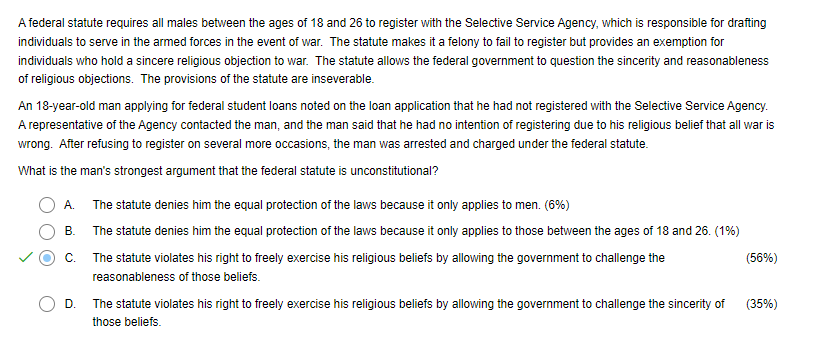 A federal statute requires all males between the ages of 18 and 26 to register with the Selective Service Agency, which is responsible for drafting
individuals to serve in the armed forces in the event of war. The statute makes it a felony to fail to register but provides an exemption for
individuals who hold a sincere religious objection to war. The statute allows the federal government to question the sincerity and reasonableness
of religious objections. The provisions of the statute are inseverable.
An 18-year-old man applying for federal student loans noted on the loan application that he had not registered with the Selective Service Agency.
A representative of the Agency contacted the man, and the man said that he had no intention of registering due to his religious belief that all war is
wrong. After refusing to register on several more occasions, the man was arrested and charged under the federal statute.
What is the man's strongest argument that the federal statute is unconstitutional?
A. The statute denies him the equal protection of the laws because it only applies to men. (6%)
B. The statute denies him the equal protection of the laws because it only applies to those between the ages of 18 and 26. (1%)
C. The statute violates his right to freely exercise his religious beliefs by allowing the government to challenge the (56%)
reasonableness of those beliefs.
D. The statute violates his right to freely exercise his religious beliefs by allowing the government to challenge the sincerity of (35%)
those beliefs.